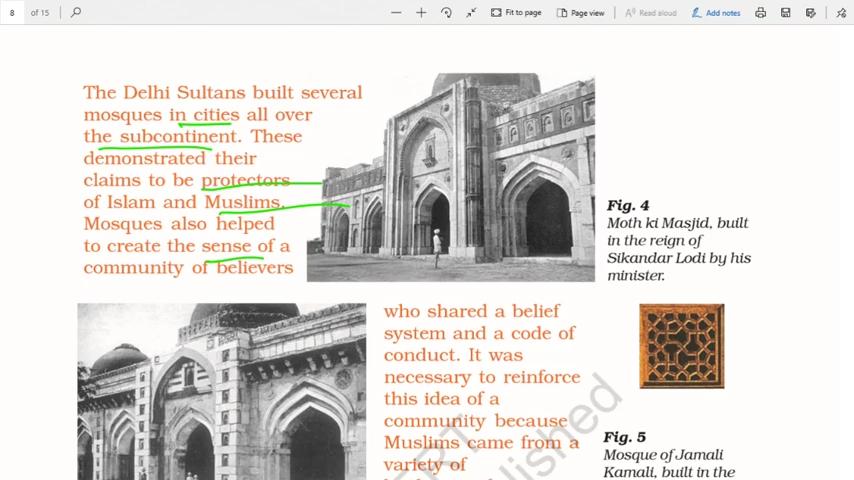 8 of 15
Fit to page
Page view
Read aloud
Add notes
The Delhi Sultans built several
mosques in cities all over
the subcontinent. These
demonstrated their
claims to be protectors
of Islam and Muslims.
Mosques also helped
to create the sense of a
community of believers
Fig. 4
Moth ki Masjid, built
in the reign of
Sikandar Lodi by his
minister.
who shared a belief
system and a code of
conduct. It was
necessary to reinforce
this idea of a
community because
Muslims came from a
variety of
Fig. 5
Mosque of Jamali
Kamali, built in the